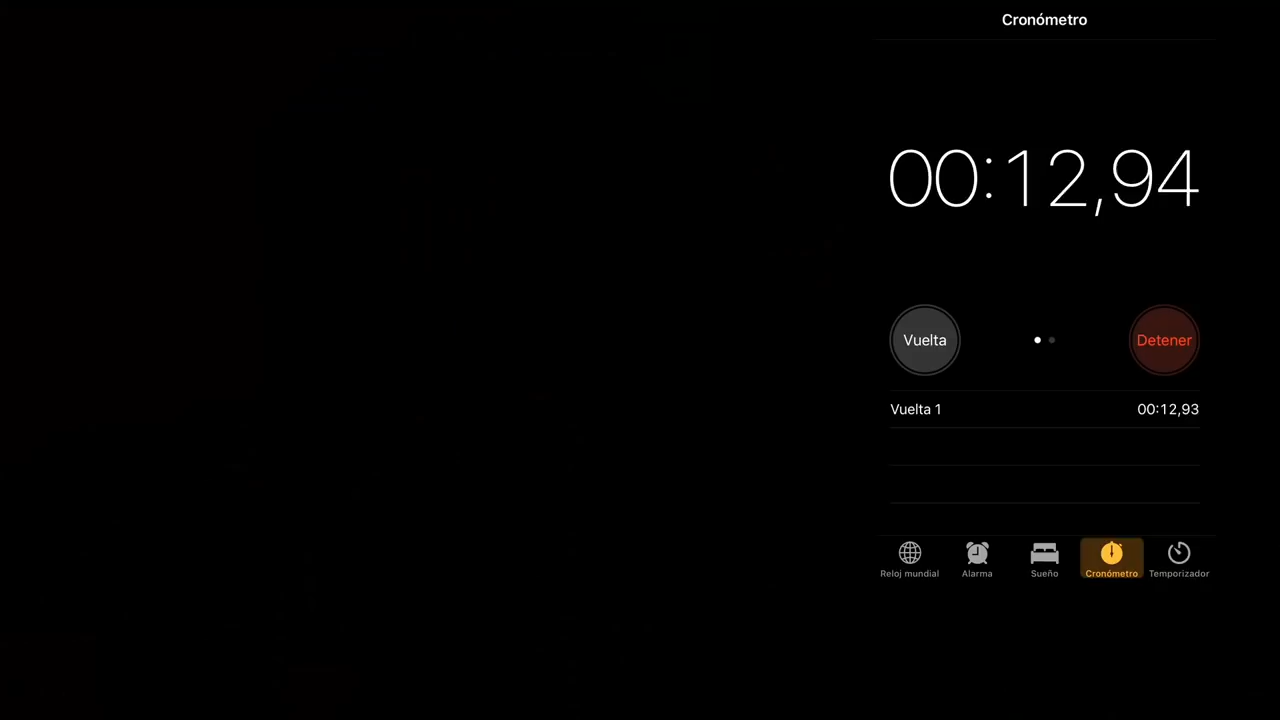 Cronómetro
00:12,94
Vuelta
Detener
Vuelta 1 00:12,93
Reloj mundial Alarma Sueño Cronómetro Temporizador